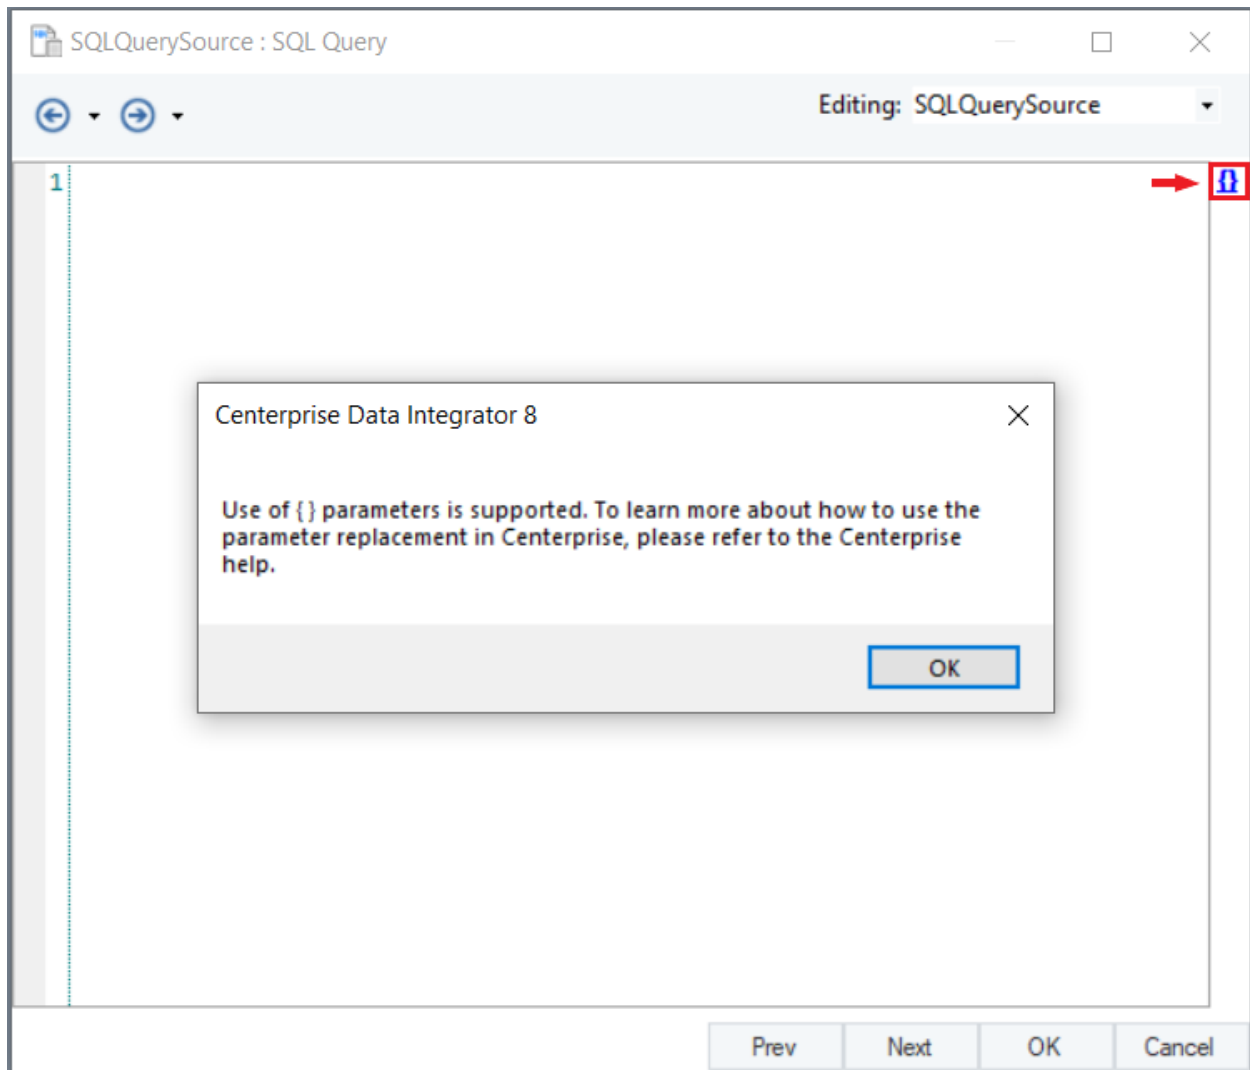 SQLQuerySource : SQL Query
Editing: SQLQuerySource
1
{}
Centerprise Data Integrator 8
Use of { } parameters is supported. To learn more about how to use the
parameter replacement in Centerprise, please refer to the Centerprise
help.
OK
Prev Next OK Cancel